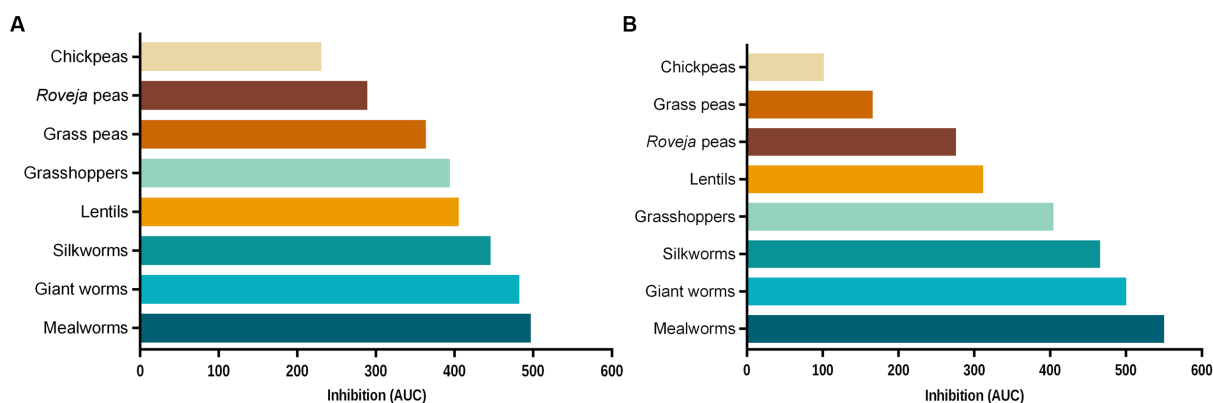 A
Chickpeas
Roveja peas
Grass peas
Grasshoppers
Lentils
Silkworms
Giant worms
Mealworms
0 100 200 300 400 500 600
Inhibition (AUC)
B
Chickpeas
Grass peas
Roveja peas
Lentils
Grasshoppers
Silkworms
Giant worms
Mealworms
0 100 200 300 400 500 600
Inhibition (AUC)